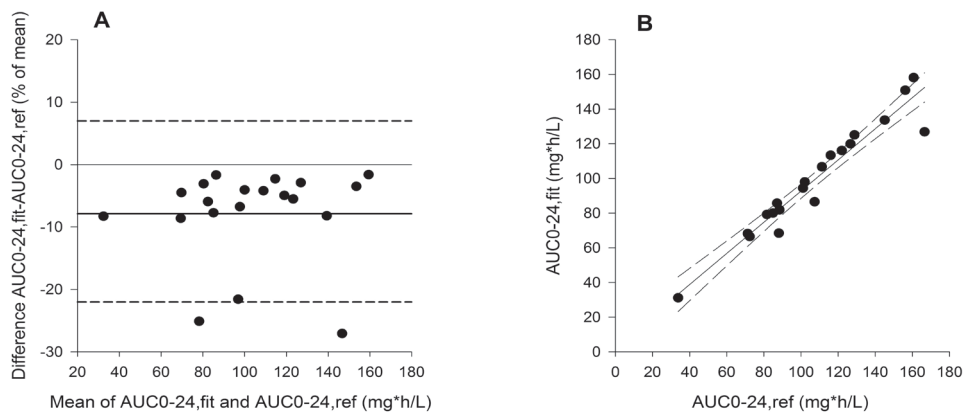 A
Difference AUC0-24,fit-AUC0-24,ref (% of mean)
20
10
0
-10
-20
-30
20 40 60 80 100 120 140 160 180
Mean of AUC0-24,fit and AUC0-24,ref (mg*h/L)
B
AUC0-24,fit (mg*h/L)
180
160
140
120
100
80
60
40
20
0
0 20 40 60 80 100 120 140 160 180
AUC0-24,ref (mg*h/L)